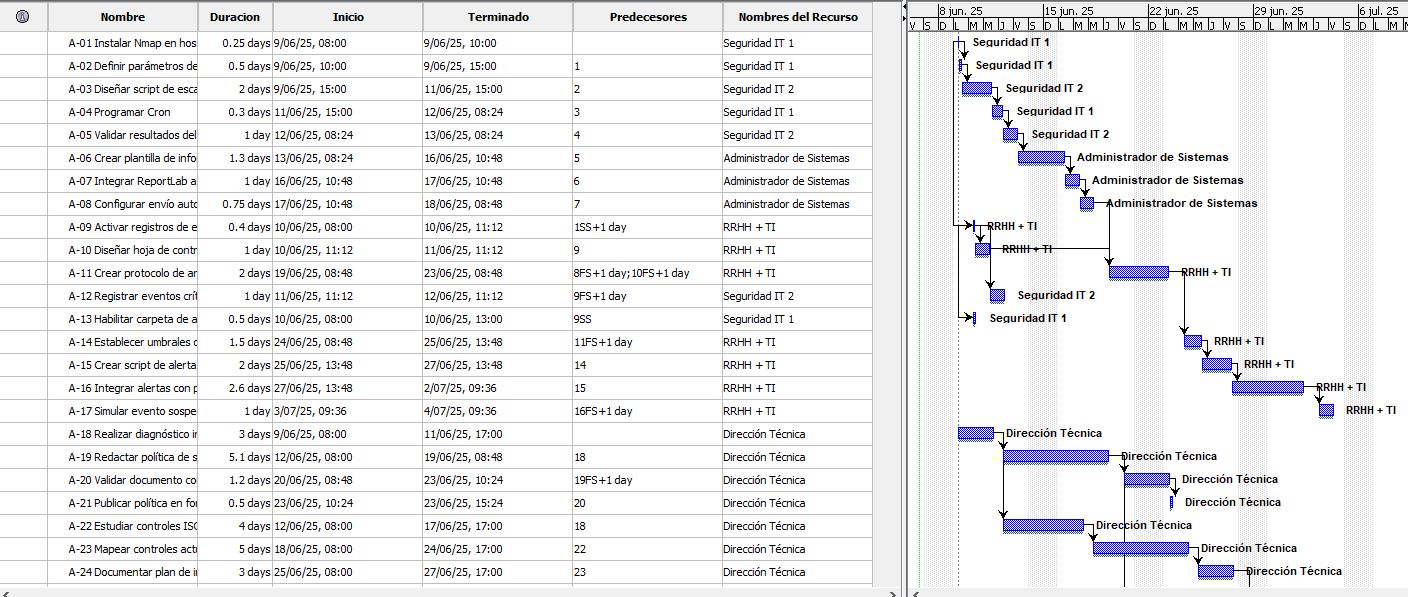 Nombre Duracion Inicio Terminado Predecesores Nombres del Recurso
A-01 Instalar Nmap en hos 0.25 days 9/06/25, 08:00 9/06/25, 10:00 Seguridad IT 1
A-02 Definir parámetros de 0.5 days 9/06/25, 10:00 9/06/25, 15:00 1 Seguridad IT 1
A-03 Diseñar script de esca 2 days 9/06/25, 15:00 11/06/25, 15:00 2 Seguridad IT 2
A-04 Programar Cron 0.3 days 11/06/25, 15:00 12/06/25, 08:24 3 Seguridad IT 1
A-05 Validar resultados del 1 day 12/06/25, 08:24 13/06/25, 08:24 4 Seguridad IT 2
A-06 Crear plantilla de info 1.3 days 13/06/25, 08:24 16/06/25, 10:48 5 Administrador de Sistemas
A-07 Integrar ReportLab a 1 day 16/06/25, 10:48 17/06/25, 10:48 6 Administrador de Sistemas
A-08 Configurar envío auto 0.75 days 17/06/25, 10:48 18/06/25, 08:48 7 Administrador de Sistemas
A-09 Activar registros de e 0.4 days 10/06/25, 08:00 10/06/25, 11:12 1SS+1 day RRHH + TI
A-10 Diseñar hoja de contr 1 day 10/06/25, 11:12 11/06/25, 11:12 9 RRHH + TI
A-11 Crear protocolo de ar 2 days 19/06/25, 08:48 23/06/25, 08:48 8FS+1 day;10FS+1 day RRHH + TI
A-12 Registrar eventos crít 1 day 11/06/25, 11:12 12/06/25, 11:12 9FS+1 day Seguridad IT 2
A-13 Habilitar carpeta de a 0.5 days 10/06/25, 08:00 10/06/25, 13:00 9SS Seguridad IT 1
A-14 Establecer umbrales d 1.5 days 24/06/25, 08:48 25/06/25, 13:48 11FS+1 day RRHH + TI
A-15 Crear script de alerta 2 days 25/06/25, 13:48 27/06/25, 13:48 14 RRHH + TI
A-16 Integrar alertas con p 2.6 days 27/06/25, 13:48 2/07/25, 09:36 15 RRHH + TI
A-17 Simular evento sospe 1 day 3/07/25, 09:36 4/07/25, 09:36 16FS+1 day RRHH + TI
A-18 Realizar diagnóstico ir 3 days 9/06/25, 08:00 11/06/25, 17:00 Dirección Técnica
A-19 Redactar política de s 5.1 days 12/06/25, 08:00 19/06/25, 08:48 18 Dirección Técnica
A-20 Validar documento co 1.2 days 20/06/25, 08:48 23/06/25, 10:24 19FS+1 day Dirección Técnica
A-21 Publicar política en for 0.5 days 23/06/25, 10:24 23/06/25, 15:24 20 Dirección Técnica
A-22 Estudiar controles ISO 4 days 12/06/25, 08:00 17/06/25, 17:00 18 Dirección Técnica
A-23 Mapear controles actu 5 days 18/06/25, 08:00 24/06/25, 17:00 22 Dirección Técnica
A-24 Documentar plan de ir 3 days 25/06/25, 08:00 27/06/25, 17:00 23 Dirección Técnica
8 jun. 25 15 jun. 25 22 jun. 25 29 jun. 25 6 jul. 25
V S D L M M J V S D L M M J V S D L M M J V S D L M M J V S D L M M
Seguridad IT 1
Seguridad IT 1
Seguridad IT 2
Seguridad IT 1
Seguridad IT 2
Administrador de Sistemas
Administrador de Sistemas
Administrador de Sistemas
RRHH + TI
RRHH + TI
RRHH + TI
Seguridad IT 2
Seguridad IT 1
RRHH + TI
RRHH + TI
RRHH + TI
RRHH + TI
Dirección Técnica
Dirección Técnica
Dirección Técnica
Dirección Técnica
Dirección Técnica
Dirección Técnica
Dirección Técnica